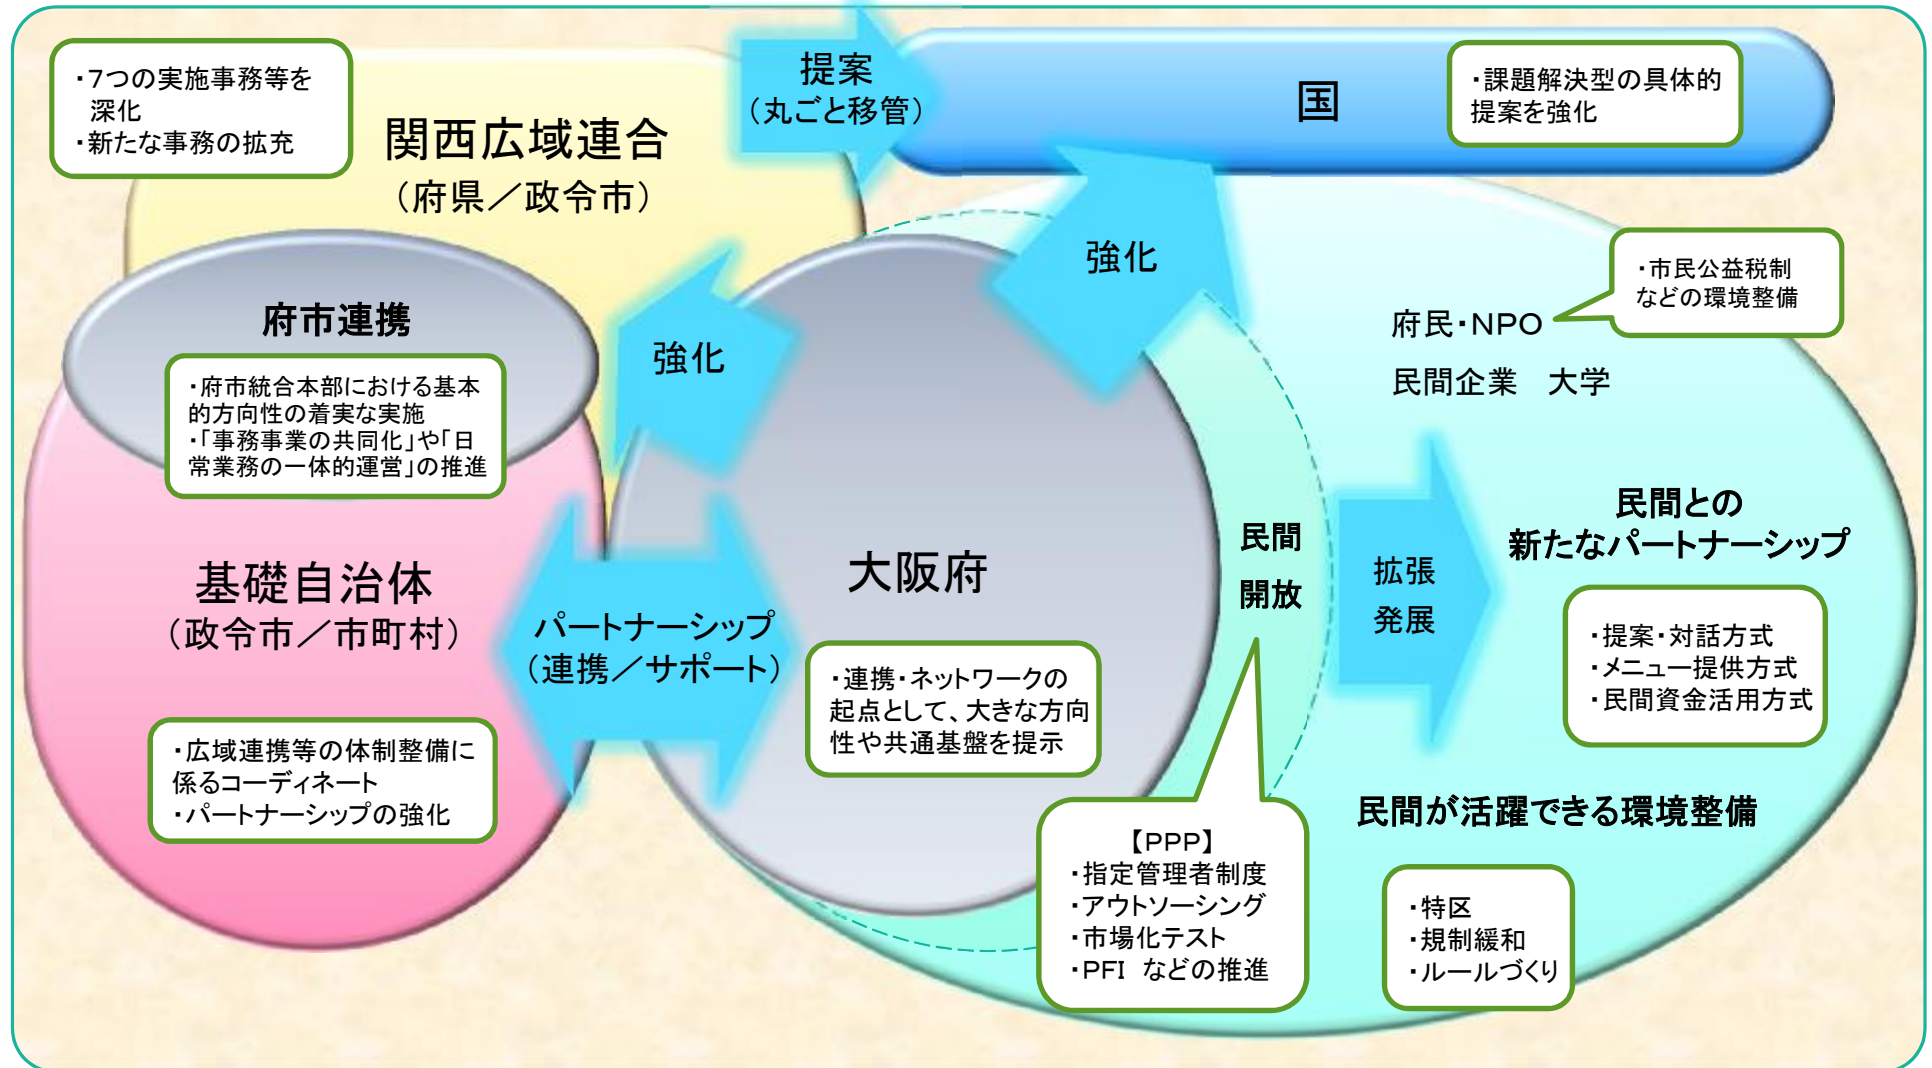 ・7つの実施事務等を
深化
・新たな事務の拡充
関西広域連合
（府県／政令市）
提案
（丸ごと移管）
国
・課題解決型の具体的
提案を強化
府市連携
・府市統合本部における基本
的方向性の着実な実施
・「事務事業の共同化」や「日
常業務の一体的運営」の推進
強化
強化
・市民公益税制
などの環境整備
府民・NPO
民間企業　大学
基礎自治体
（政令市／市町村）
・広域連携等の体制整備に
係るコーディネート
・パートナーシップの強化
パートナーシップ
（連携／サポート）
大阪府
・連携・ネットワークの
起点として、大きな方向
性や共通基盤を提示
民間
開放
【PPP】
・指定管理者制度
・アウトソーシング
・市場化テスト
・PFI などの推進
拡張
発展
民間との
新たなパートナーシップ
・提案・対話方式
・メニュー提供方式
・民間資金活用方式
民間が活躍できる環境整備
・特区
・規制緩和
・ルールづくり